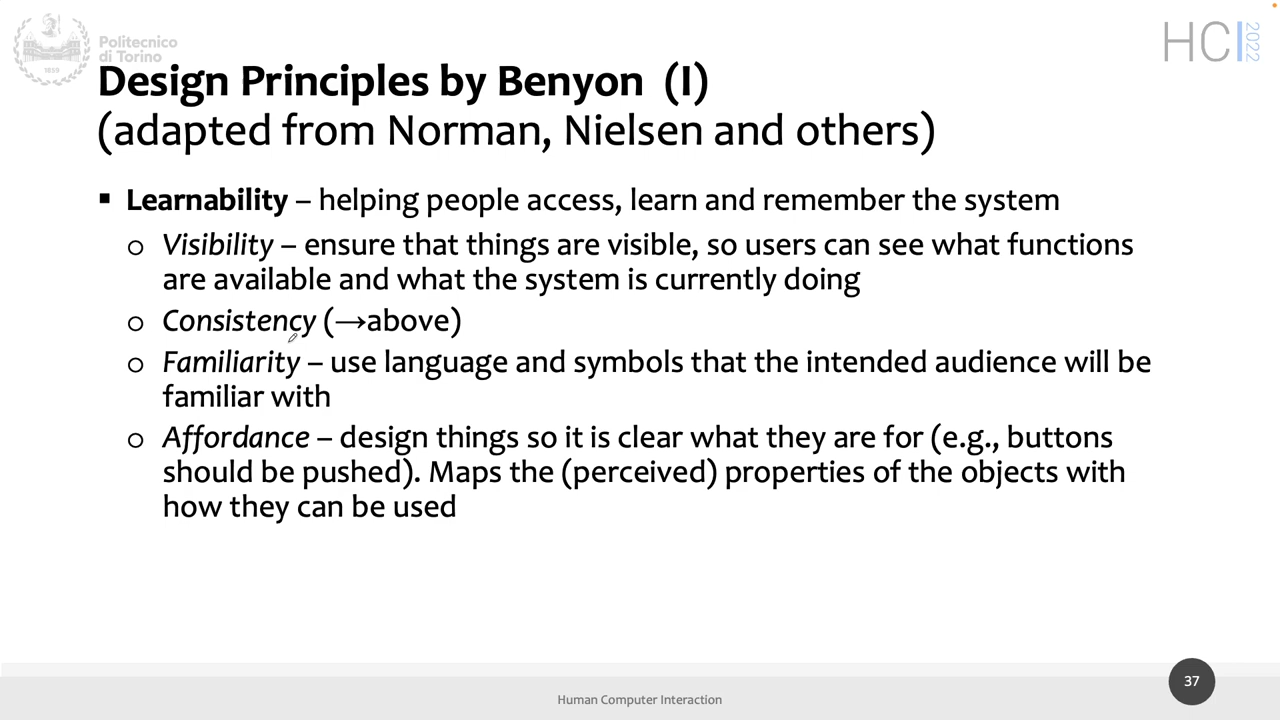 Politecnico
di Torino
1859
HCI 2022
Design Principles by Benyon (I)
(adapted from Norman, Nielsen and others)
▪ Learnability – helping people access, learn and remember the system
o Visibility – ensure that things are visible, so users can see what functions
are available and what the system is currently doing
o Consistency (→above)
o Familiarity – use language and symbols that the intended audience will be
familiar with
o Affordance – design things so it is clear what they are for (e.g., buttons
should be pushed). Maps the (perceived) properties of the objects with
how they can be used
Human Computer Interaction
37